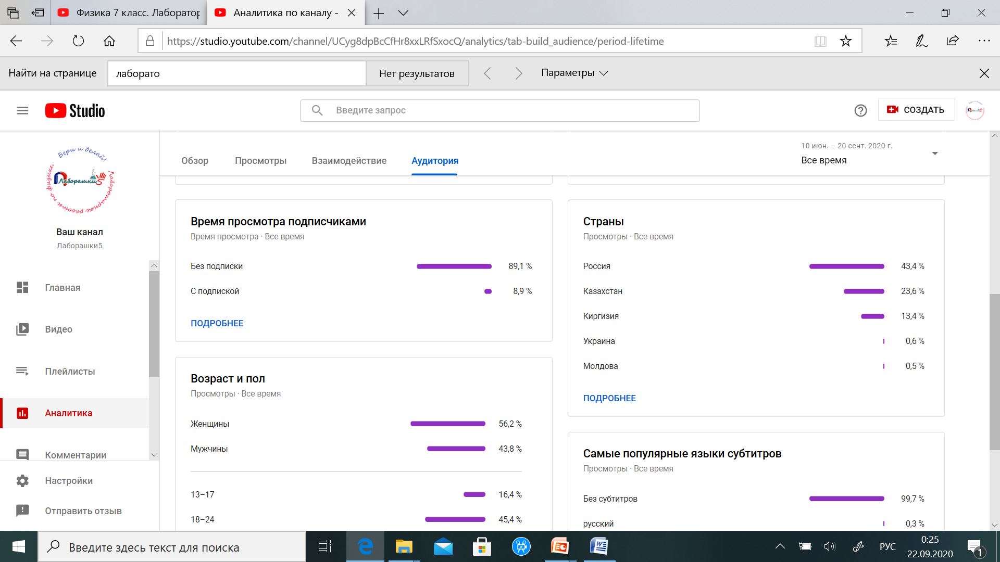 Физика 7 класс. Лаборатор
Аналитика по каналу -
https://studio.youtube.com/channel/UCyg8dpBcCfHr8xxLRfSxocQ/analytics/tab-build_audience/period-lifetime
Найти на странице
лаборато
Нет результатов
Параметры
Studio
Введите запрос
СОЗДАТЬ
Бери и делай!
Лаборашки5
Лабораторные работы по физике.
Ваш канал
Лаборашки5
Главная
Видео
Плейлисты
Аналитика
Комментарии
Настройки
Отправить отзыв
Обзор
Просмотры
Взаимодействие
Аудитория
10 июн. – 20 сент. 2020 г.
Все время
Время просмотра подписчиками
Время просмотра · Все время
Без подписки 89,1 %
С подпиской 8,9 %
ПОДРОБНЕЕ
Возраст и пол
Просмотры · Все время
Женщины 56,2 %
Мужчины 43,8 %
13–17 16,4 %
18–24 45,4 %
Страны
Просмотры · Все время
Россия 43,4 %
Казахстан 23,6 %
Киргизия 13,4 %
Украина 0,6 %
Молдова 0,5 %
ПОДРОБНЕЕ
Самые популярные языки субтитров
Просмотры · Все время
Без субтитров 99,7 %
русский 0,3 %
Введите здесь текст для поиска
РУС
0:25
22.09.2020
1